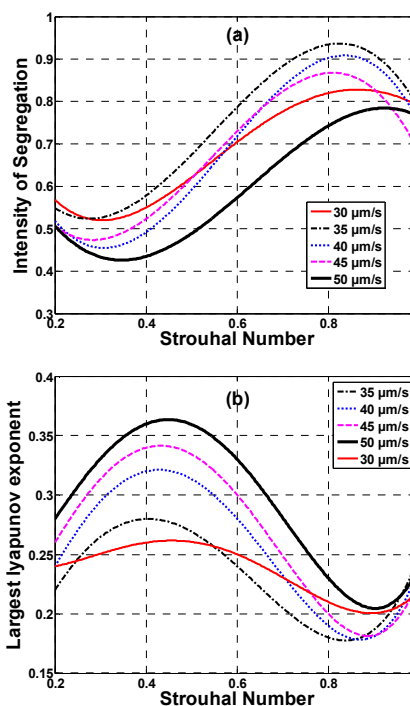 1
(a)
0.9
0.8
0.7
0.6
0.5
0.4
0.3
Intensity of Segregation
30 µm/s
35 µm/s
40 µm/s
45 µm/s
50 µm/s
0.2 0.4 0.6 0.8
Strouhal Number
0.4
(b)
0.35
0.3
0.25
0.2
0.15
Largest lyapunov exponent
35 µm/s
40 µm/s
45 µm/s
50 µm/s
30 µm/s
0.2 0.4 0.6 0.8
Strouhal Number